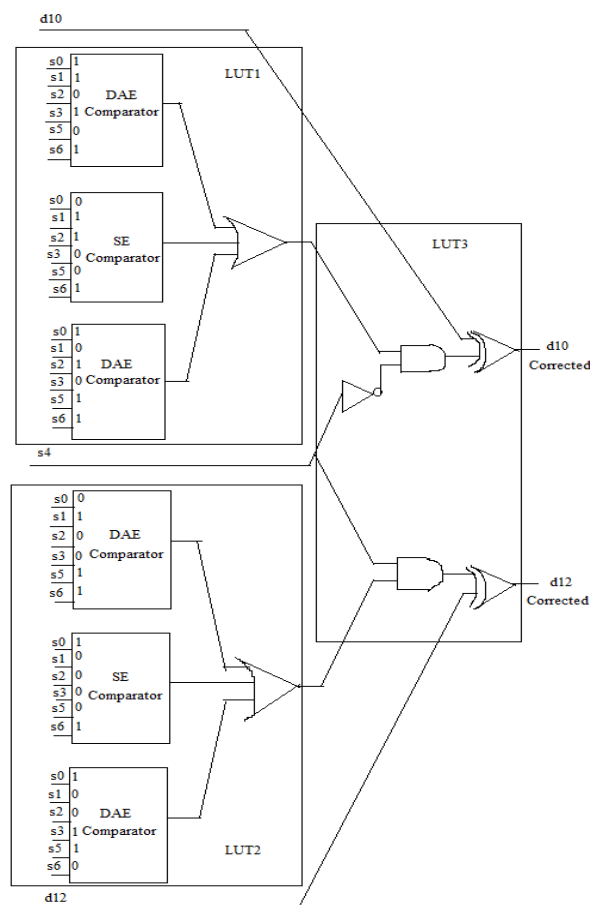 d10
LUT1
s0 1
s1 1
s2 0
s3 1
s5 0
s6 1
DAE
Comparator
s0 0
s1 1
s2 1
s3 0
s5 0
s6 1
SE
Comparator
s0 1
s1 0
s2 1
s3 0
s5 1
s6 1
DAE
Comparator
LUT3
d10
Corrected
s4
s0 0
s1 1
s2 0
s3 0
s5 1
s6 1
DAE
Comparator
s0 1
s1 0
s2 0
s3 0
s5 0
s6 1
SE
Comparator
d12
Corrected
s0 1
s1 0
s2 0
s3 1
s5 1
s6 0
DAE
Comparator
LUT2
d12